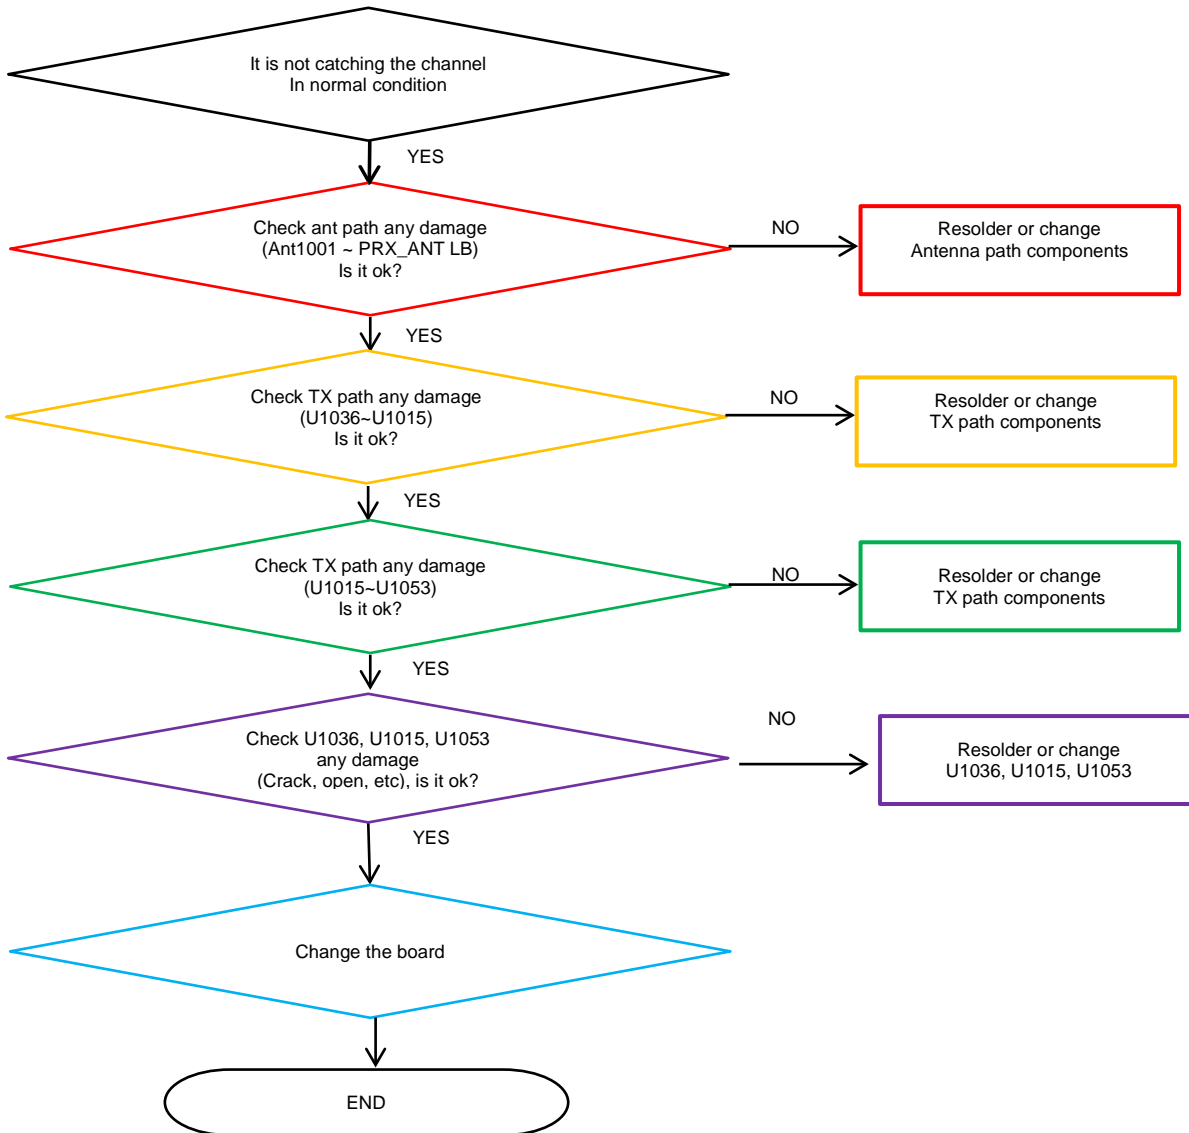 It is not catching the channel
In normal condition
YES
Check ant path any damage
(Ant1001 ~ PRX_ANT LB)
Is it ok?
NO
Resolder or change
Antenna path components
YES
Check TX path any damage
(U1036~U1015)
Is it ok?
NO
Resolder or change
TX path components
YES
Check TX path any damage
(U1015~U1053)
Is it ok?
NO
Resolder or change
TX path components
YES
Check U1036, U1015, U1053
any damage
(Crack, open, etc), is it ok?
NO
Resolder or change
U1036, U1015, U1053
YES
Change the board
END